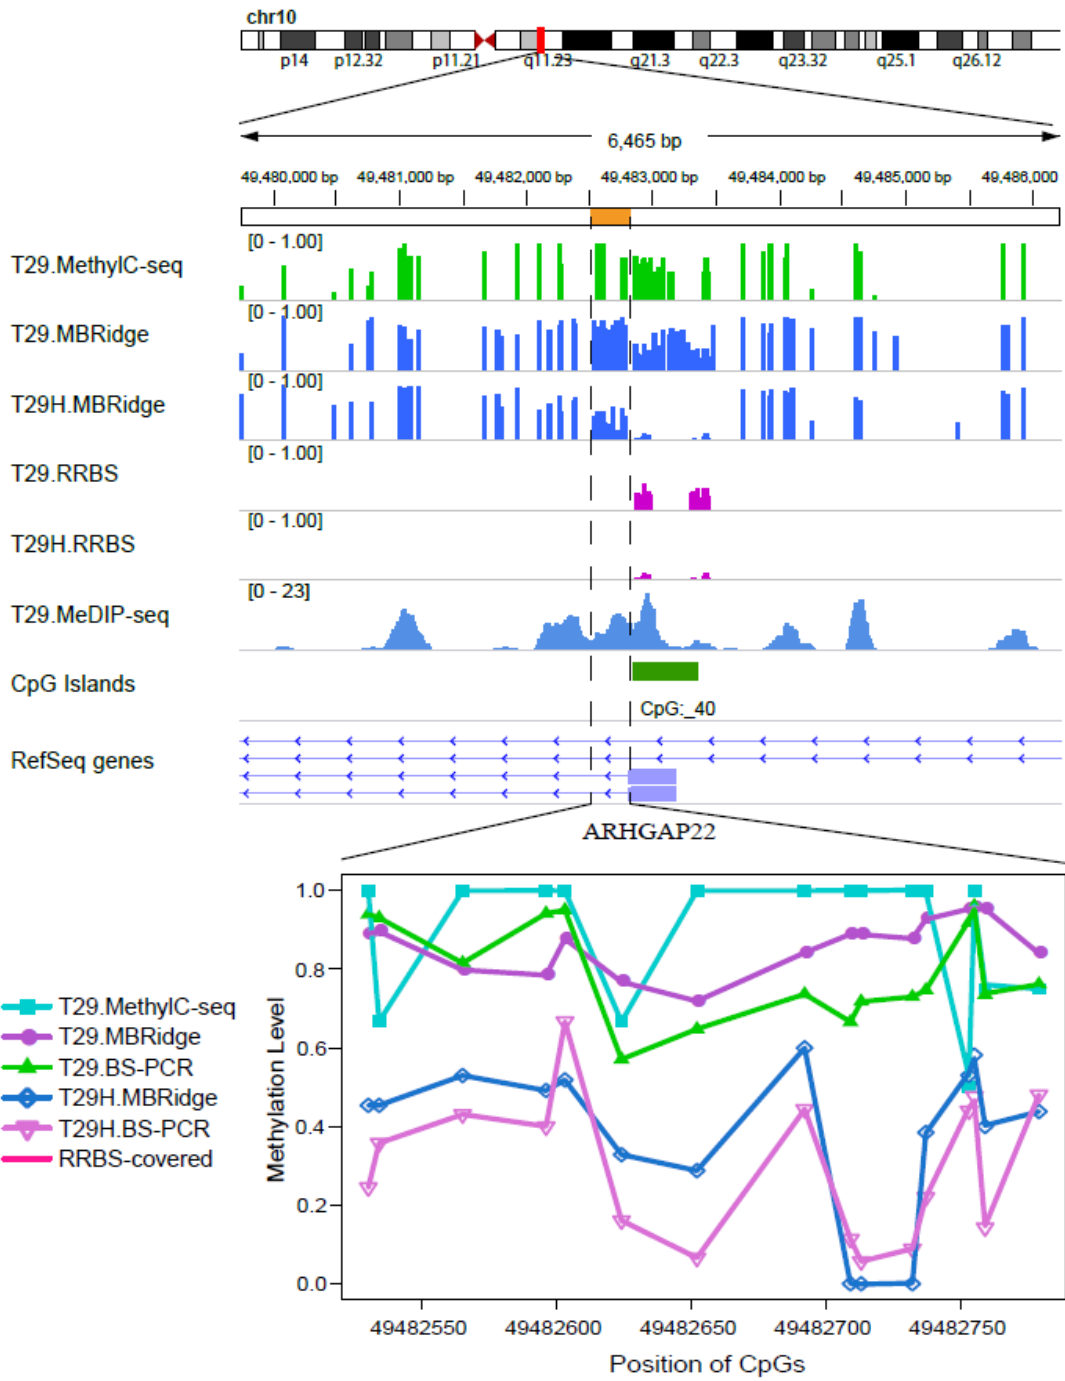 chr10
p14 p12.32 p11.21 q11.23 q21.3 q22.3 q23.32 q25.1 q26.12
6,465 bp
49,480,000 bp 49,481,000 bp 49,482,000 bp 49,483,000 bp 49,484,000 bp 49,485,000 bp 49,486,000
[0 - 1.00]
T29.MethylC-seq
[0 - 1.00]
T29.MBRidge
[0 - 1.00]
T29H.MBRidge
[0 - 1.00]
T29.RRBS
[0 - 1.00]
T29H.RRBS
[0 - 23]
T29.MeDIP-seq
CpG Islands
CpG:_40
RefSeq genes
ARHGAP22
1.0
0.8
0.6
0.4
0.2
0.0
Methylation Level
T29.MethylC-seq
T29.MBRidge
T29.BS-PCR
T29H.MBRidge
T29H.BS-PCR
RRBS-covered
49482550 49482600 49482650 49482700 49482750
Position of CpGs